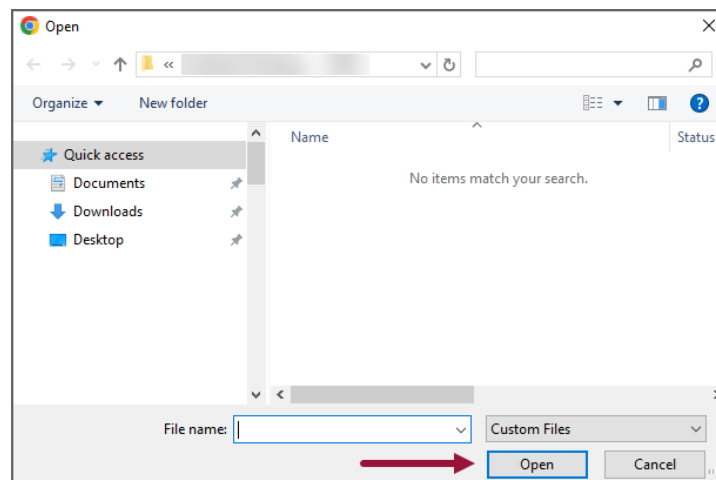 Open
«
Organize New folder ?
Name Status
Quick access
No items match your search.
Documents
Downloads
Desktop
File name: Custom Files
Open Cancel